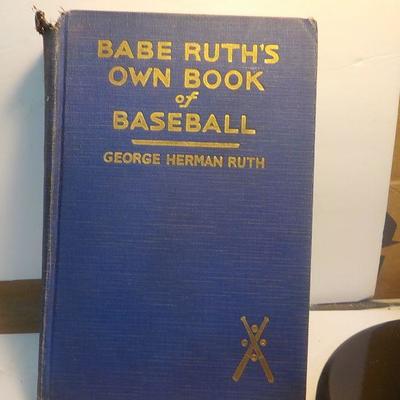 BABE RUTH'S
OWN BOOK
of
BASEBALL
GEORGE HERMAN RUTH